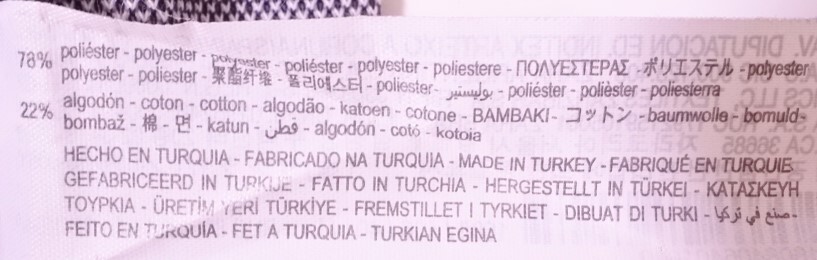 78% poliéster - polyester - polyester - poliéster - polyester - poliestere - ΠΟΛΥΕΣΤΕΡΑΣ - ポリエステル - polyester
polyester - poliester - 聚酯纤维 - 폴리에스터 - poliester - بوليستير - poliéster - polièster - poliesterra
22% algodón - coton - cotton - algodão - katoen - cotone - BAMBAKI - コットン - baumwolle - bomuld -
bombaž - 棉 - 면 - katun - قطن - algodón - cotó - kotoia
HECHO EN TURQUIA - FABRICADO NA TURQUIA - MADE IN TURKEY - FABRIQUÉ EN TURQUIE
GEFABRICEERD IN TURKIJE - FATTO IN TURCHIA - HERGESTELLT IN TÜRKEI - ΚΑΤΑΣΚΕΥΗ
ΤΟΥΡΚΙΑ - ÜRETİM YERİ TÜRKİYE - FREMSTILLET I TYRKIET - DIBUAT DI TURKI - صنع في تركيا -
FEITO EN TURQUÍA - FET A TURQUIA - TURKIAN EGINA